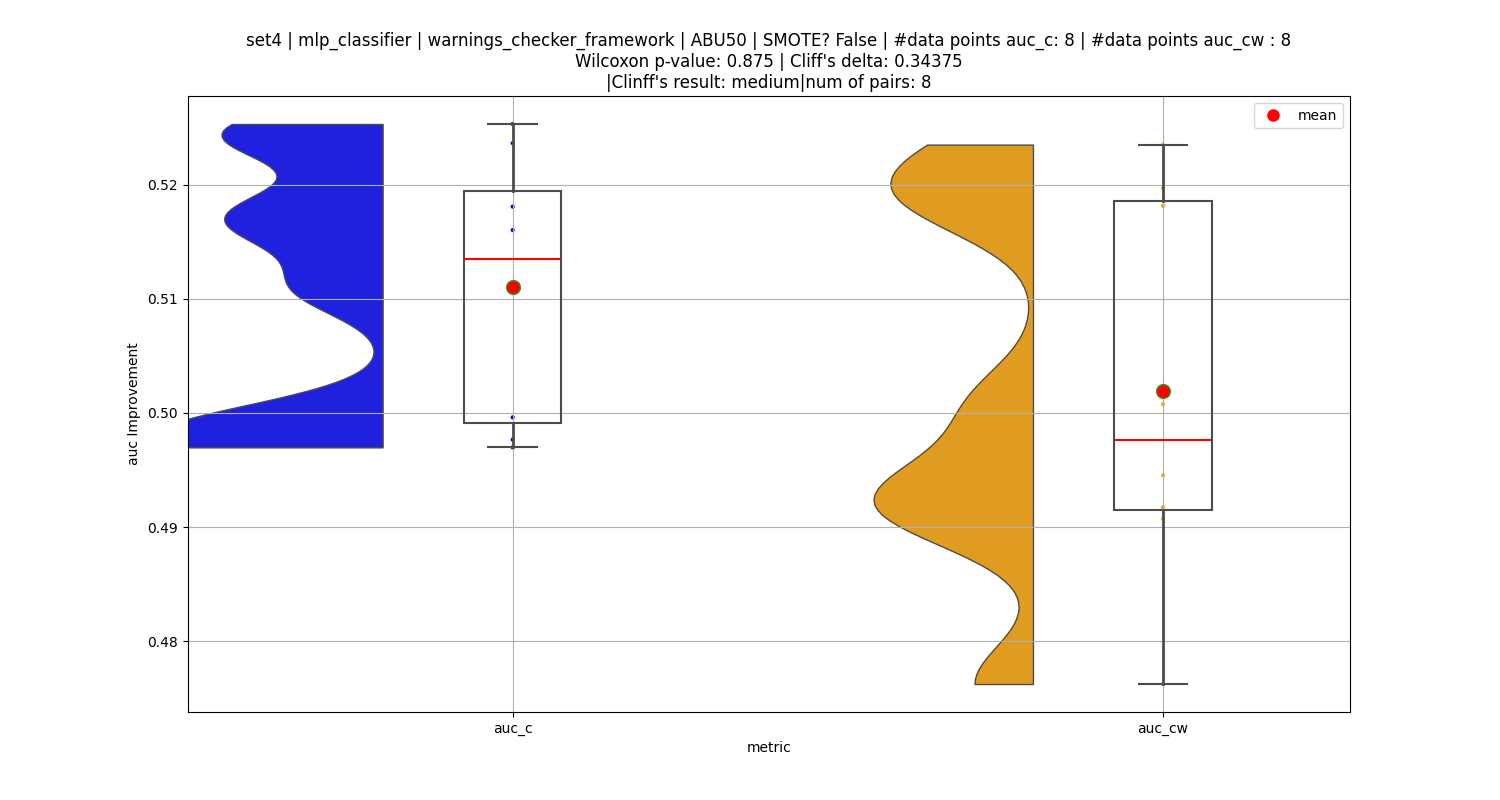 set4 | mlp_classifier | warnings_checker_framework | ABU50 | SMOTE? False | #data points auc_c: 8 | #data points auc_cw : 8
Wilcoxon p-value: 0.875 | Cliff's delta: 0.34375
|Clinff's result: medium|num of pairs: 8
mean
0.52
0.51
0.50
0.49
0.48
auc Improvement
auc_c
auc_cw
metric